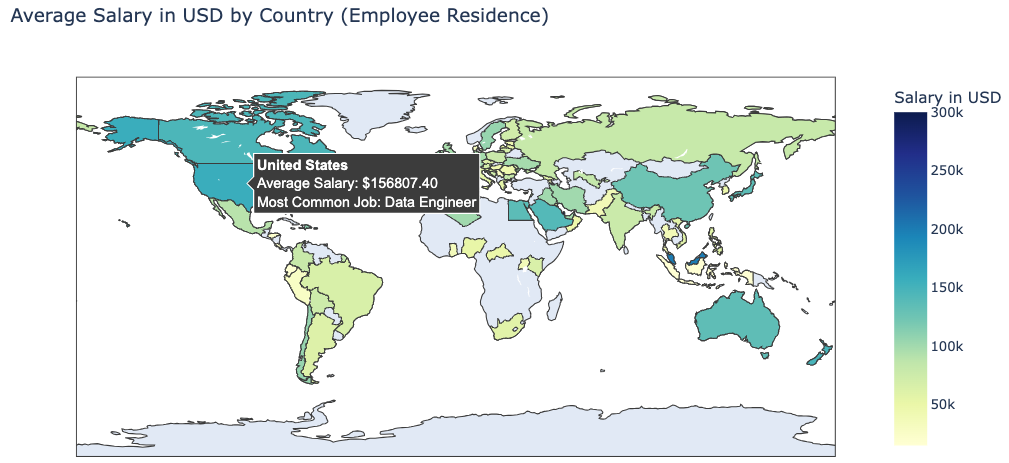 Average Salary in USD by Country (Employee Residence)
Salary in USD
300k
250k
200k
150k
100k
50k
United States
Average Salary: $156807.40
Most Common Job: Data Engineer